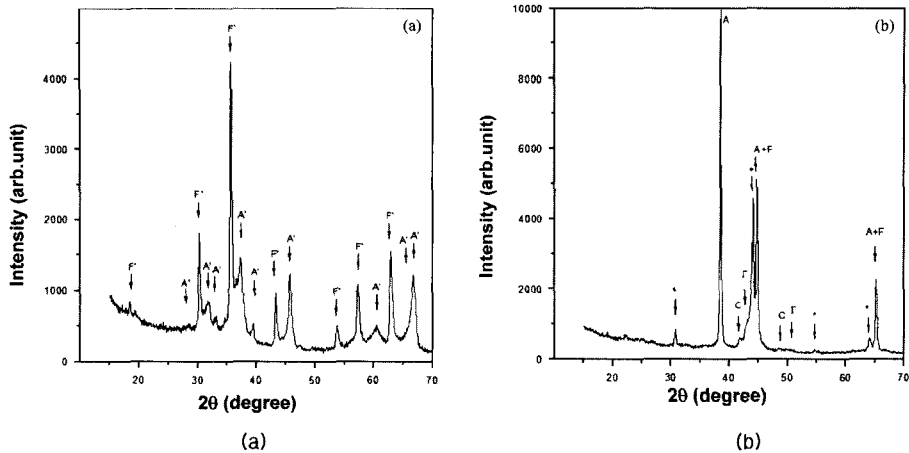 (a)
Intensity (arb.unit)
4000
3000
2000
1000
0
F' F' A' A' A' F' A' A' F' A' F' F' A' F' A' A'
20 30 40 50 60 70
2θ (degree)
(a)
(b)
Intensity (arb.unit)
10000
8000
6000
4000
2000
0
A
* A+F
* C Γ C Γ * * A+F
20 30 40 50 60 70
2θ (degree)
(b)